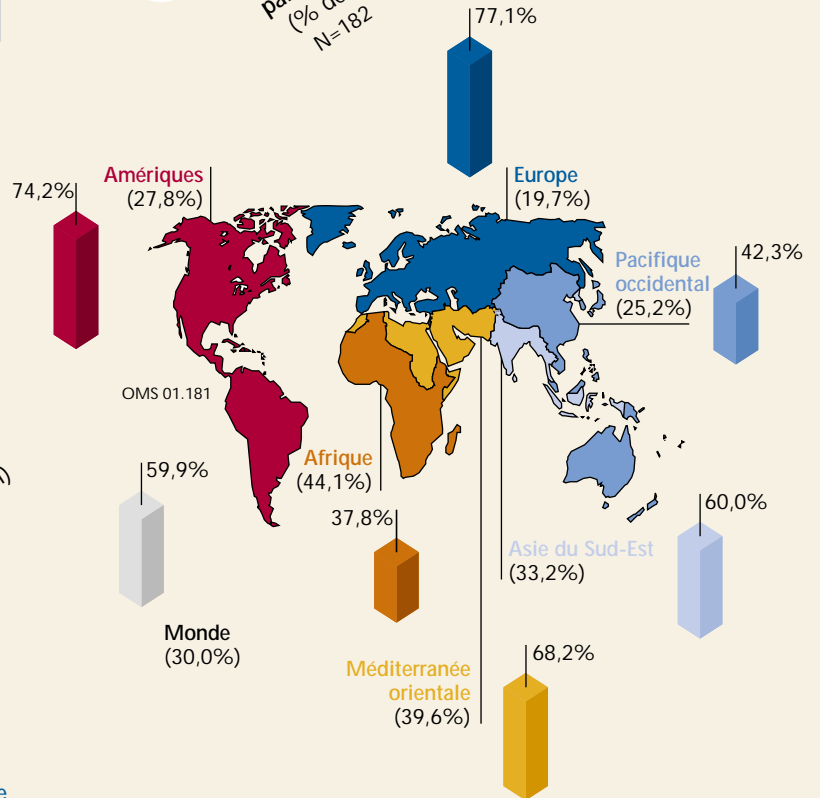 (% de
N=182
77,1%
Amériques
(27,8%)
74,2%
Europe
(19,7%)
Pacifique
occidental
(25,2%)
42,3%
OMS 01.181
59,9%
Afrique
(44,1%)
37,8%
60,0%
Asie du Sud-Est
(33,2%)
Monde
(30,0%)
68,2%
Méditerranée
orientale
(39,6%)